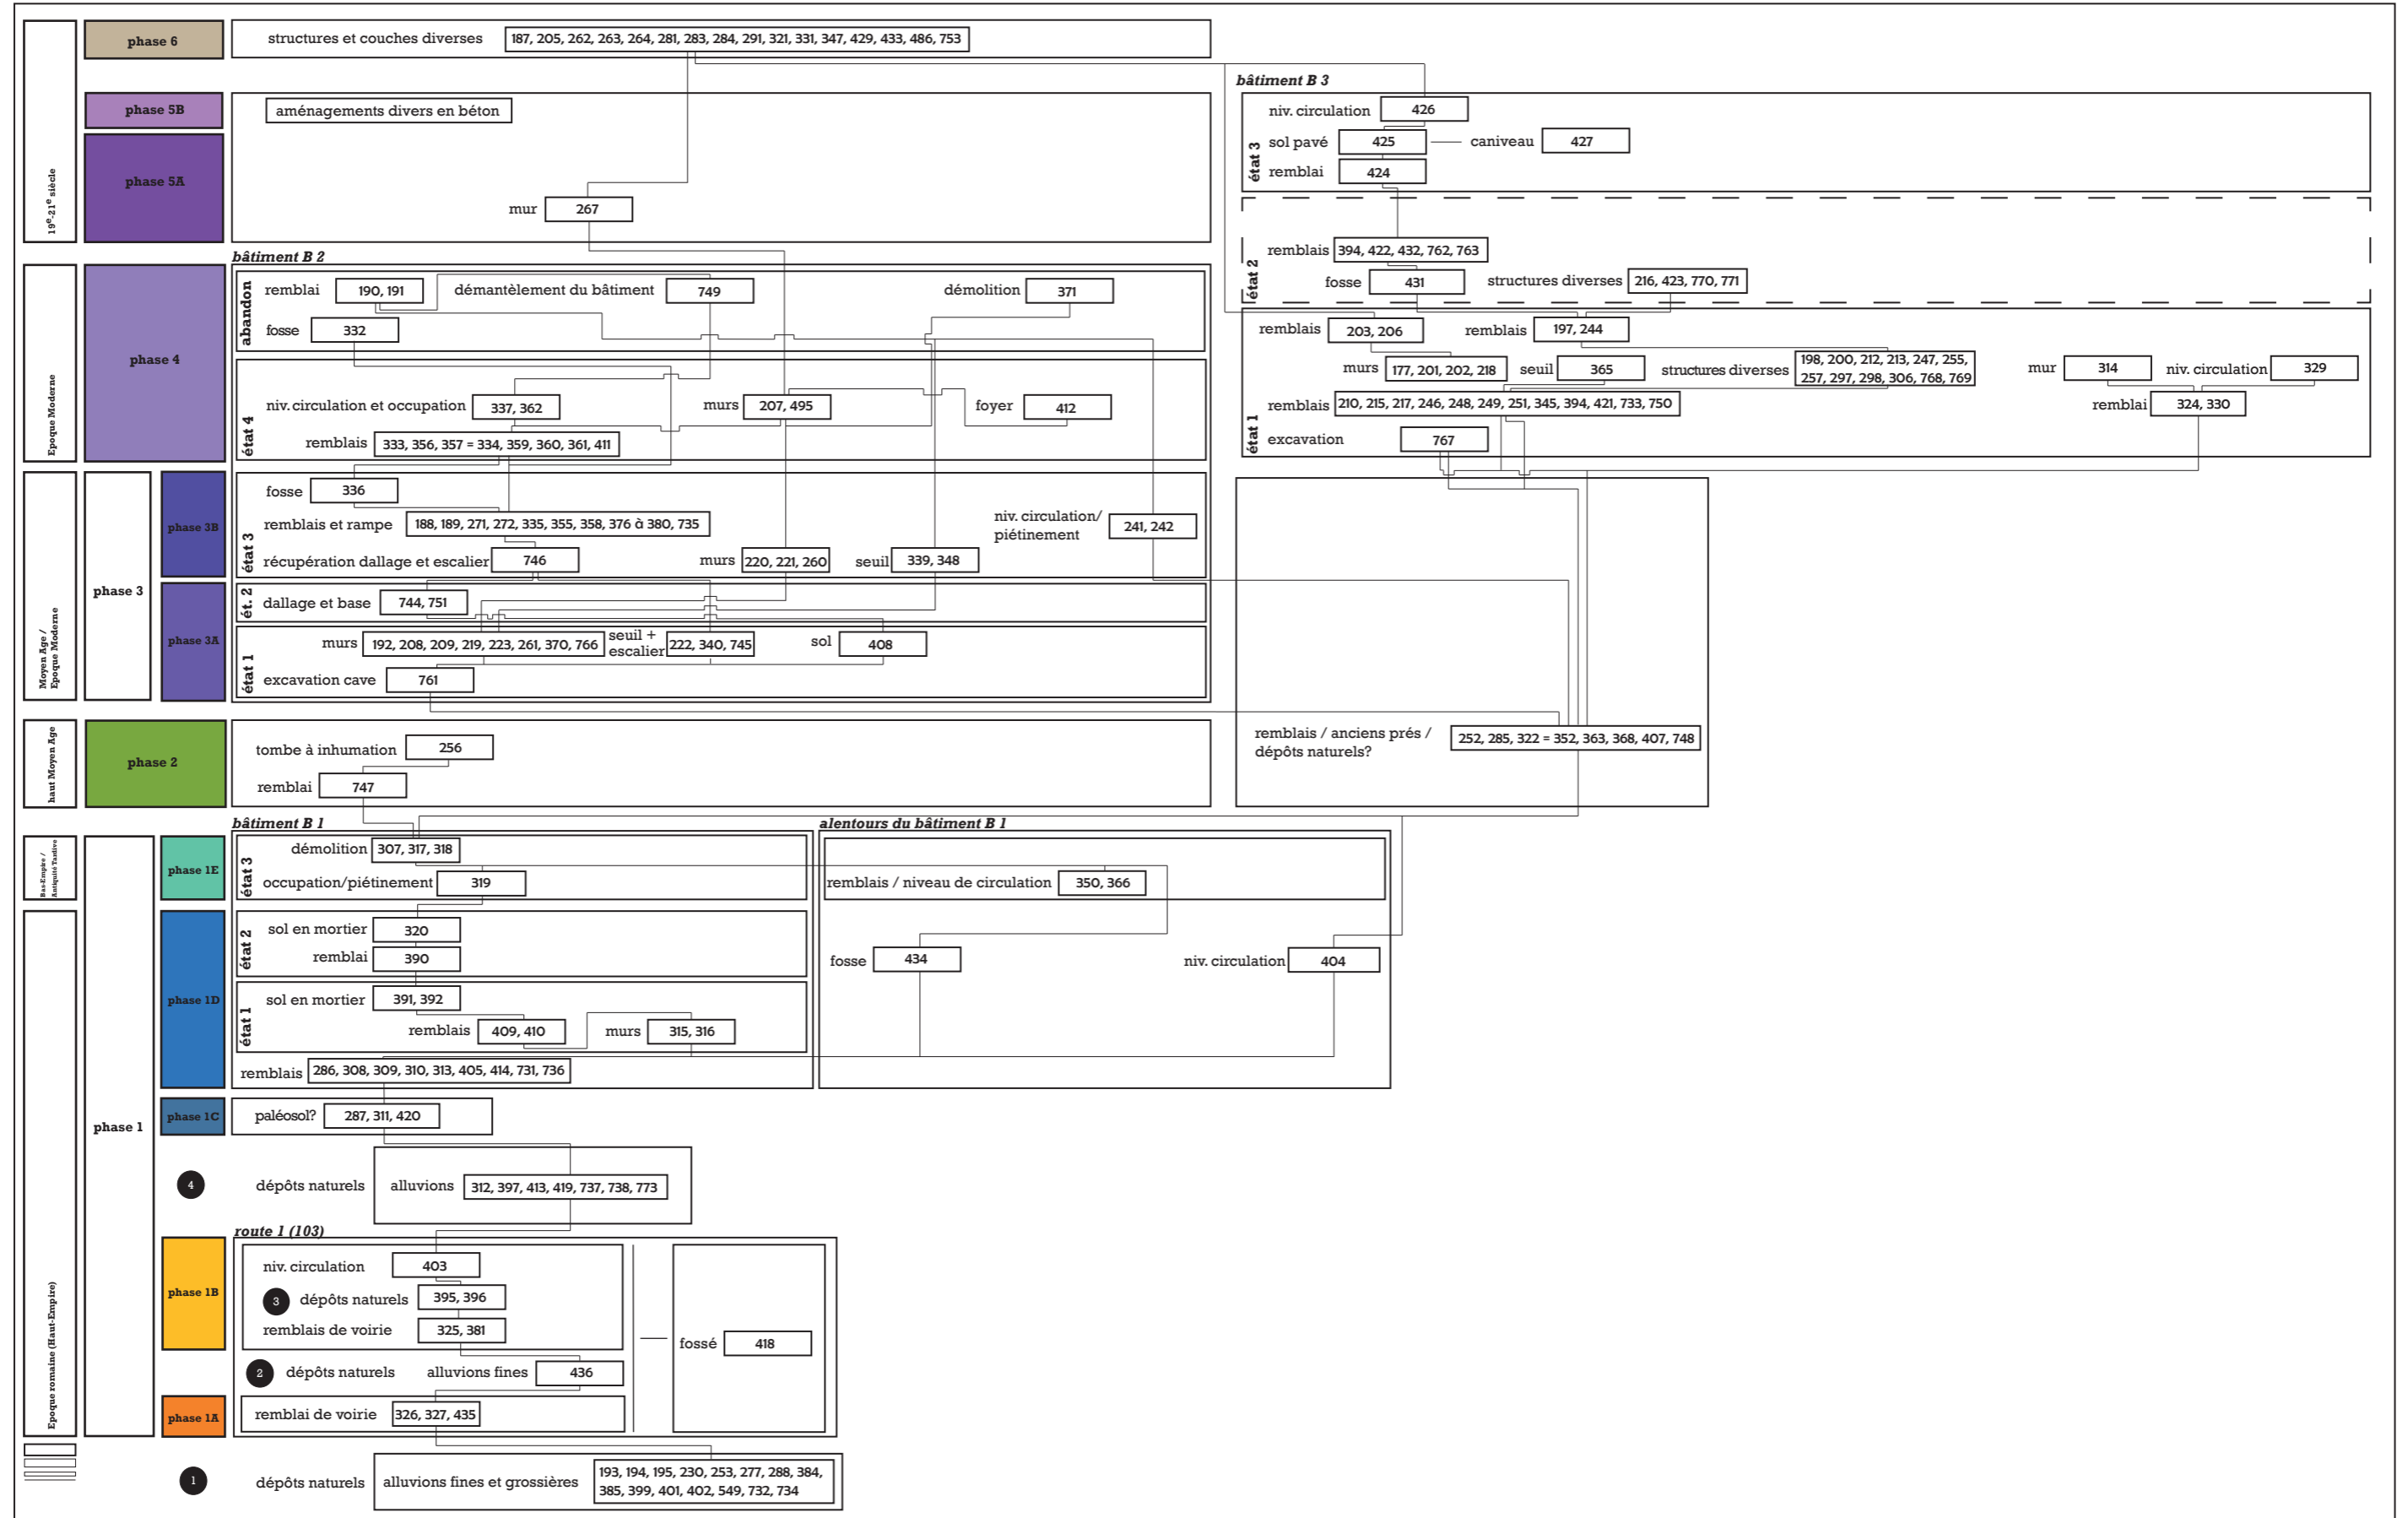 phase 6
structures et couches diverses
187, 205, 262, 263, 264, 281, 283, 284, 291, 321, 331, 347, 429, 433, 486, 753
19e-21e siècle
phase 5B
aménagements divers en béton
phase 5A
mur
267
bâtiment B 3
état 3
niv. circulation
426
sol pavé
425
caniveau
427
remblai
424
état 2
remblais
394, 422, 432, 762, 763
fosse
431
structures diverses
216, 423, 770, 771
état 1
remblais
203, 206
remblais
197, 244
murs
177, 201, 202, 218
seuil
365
structures diverses
198, 200, 212, 213, 247, 255,
257, 297, 298, 306, 768, 769
mur
314
niv. circulation
329
remblais
210, 215, 217, 246, 248, 249, 251, 345, 394, 421, 733, 750
remblai
324, 330
excavation
767
Epoque Moderne
phase 4
bâtiment B 2
abandon
remblai
190, 191
démantèlement du bâtiment
749
démolition
371
fosse
332
état 4
niv. circulation et occupation
337, 362
murs
207, 495
foyer
412
remblais
333, 356, 357 = 334, 359, 360, 361, 411
Moyen Age /
Epoque Moderne
phase 3
phase 3B
état 3
fosse
336
remblais et rampe
188, 189, 271, 272, 335, 355, 358, 376 à 380, 735
niv. circulation/
piétinement
241, 242
récupération dallage et escalier
746
murs
220, 221, 260
seuil
339, 348
phase 3A
ét. 2
dallage et base
744, 751
état 1
murs
192, 208, 209, 219, 223, 261, 370, 766
seuil +
escalier
222, 340, 745
sol
408
excavation cave
761
haut Moyen Age
phase 2
tombe à inhumation
256
remblai
747
remblais / anciens prés /
dépôts naturels?
252, 285, 322 = 352, 363, 368, 407, 748
Bas-Empire /
Antiquité Tardive
phase 1
phase 1E
bâtiment B 1
état 3
démolition
307, 317, 318
occupation/piétinement
319
alentours du bâtiment B 1
remblais / niveau de circulation
350, 366
Epoque romaine (Haut-Empire)
phase 1D
état 2
sol en mortier
320
remblai
390
fosse
434
niv. circulation
404
état 1
sol en mortier
391, 392
remblais
409, 410
murs
315, 316
remblais
286, 308, 309, 310, 313, 405, 414, 731, 736
phase 1C
paléosol?
287, 311, 420
4
dépôts naturels
alluvions
312, 397, 413, 419, 737, 738, 773
route 1 (103)
phase 1B
niv. circulation
403
3
dépôts naturels
395, 396
remblais de voirie
325, 381
fossé
418
2
dépôts naturels
alluvions fines
436
phase 1A
remblai de voirie
326, 327, 435
1
dépôts naturels
alluvions fines et grossières
193, 194, 195, 230, 253, 277, 288, 384,
385, 399, 401, 402, 549, 732, 734